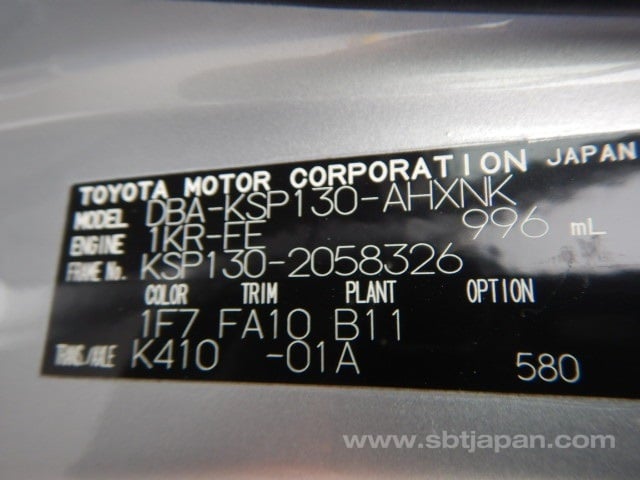 TOYOTA MOTOR CORPORATION JAPAN
MODEL DBA-KSP130-AHXNK
ENGINE 1KR-FE 996 mL
FRAME No. KSP130-2058326
COLOR TRIM PLANT OPTION
1F7 FA10 B11
TRANS./AXLE K410 -01A 580
www.sbtjapan.com